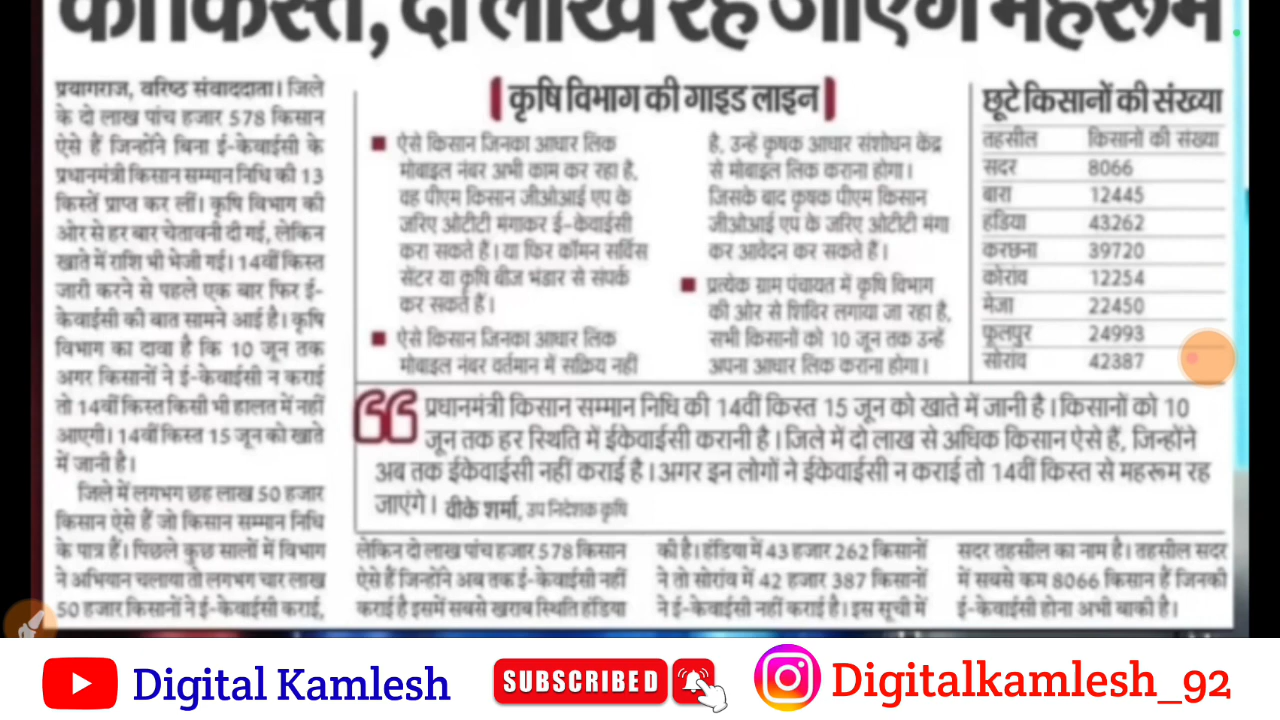 की किस्त, दो लाख रह जाएंगे महरूम
प्रयागराज, वरिष्ठ संवाददाता। जिले
के दो लाख पांच हजार 578 किसान
ऐसे हैं जिन्होंने बिना ई-केवाईसी के
प्रधानमंत्री किसान सम्मान निधि की 13
किस्तें प्राप्त कर लीं। कृषि विभाग की
ओर से हर बार चेतावनी दी गई, लेकिन
खाते में राशि भी भेजी गई। 14वीं किस्त
जारी करने से पहले एक बार फिर ई-
केवाईसी की बात सामने आई है। कृषि
विभाग का दावा है कि 10 जून तक
अगर किसानों ने ई-केवाईसी न कराई
तो 14वीं किस्त किसी भी हालत में नहीं
आएगी। 14वीं किस्त 15 जून को खाते
में जानी है।
जिले में लगभग छह लाख 50 हजार
किसान ऐसे हैं जो किसान सम्मान निधि
के पात्र हैं। पिछले कुछ सालों में विभाग
ने अभियान चलाया तो लगभग चार लाख
50 हजार किसानों ने ई-केवाईसी कराई,
कृषि विभाग की गाइड लाइन
ऐसे किसान जिनका आधार लिंक
मोबाइल नंबर अभी काम कर रहा है,
वह पीएम किसान जीओआई एप के
जरिए ओटीटी मंगाकर ई-केवाईसी
करा सकते हैं। या फिर कॉमन सर्विस
सेंटर या कृषि बीज भंडार से संपर्क
कर सकते हैं।
ऐसे किसान जिनका आधार लिंक
मोबाइल नंबर वर्तमान में सक्रिय नहीं
है, उन्हें कृषक आधार संशोधन केंद्र
से मोबाइल लिंक कराना होगा।
जिसके बाद कृषक पीएम किसान
जीओआई एप के जरिए ओटीटी मंगा
कर आवेदन कर सकते हैं।
प्रत्येक ग्राम पंचायत में कृषि विभाग
की ओर से शिविर लगाया जा रहा है,
सभी किसानों को 10 जून तक उन्हें
अपना आधार लिंक कराना होगा।
छूटे किसानों की संख्या
तहसील किसानों की संख्या
सदर 8066
बारा 12445
हंडिया 43262
करछना 39720
कोरांव 12254
मेजा 22450
फूलपुर 24993
सोरांव 42387
प्रधानमंत्री किसान सम्मान निधि की 14वीं किस्त 15 जून को खाते में जानी है। किसानों को 10
जून तक हर स्थिति में ईकेवाईसी करानी है। जिले में दो लाख से अधिक किसान ऐसे हैं, जिन्होंने
अब तक ईकेवाईसी नहीं कराई है। अगर इन लोगों ने ईकेवाईसी न कराई तो 14वीं किस्त से महरूम रह
जाएंगे। वीके शर्मा, उप निदेशक कृषि
लेकिन दो लाख पांच हजार 578 किसान
ऐसे हैं जिन्होंने अब तक ई-केवाईसी नहीं
कराई है इसमें सबसे खराब स्थिति हंडिया
की है। हंडिया में 43 हजार 262 किसानों
ने तो सोरांव में 42 हजार 387 किसानों
ने ई-केवाईसी नहीं कराई है। इस सूची में
सदर तहसील का नाम है। तहसील सदर
में सबसे कम 8066 किसान हैं जिनकी
ई-केवाईसी होना अभी बाकी है।
Digital Kamlesh
SUBSCRIBED
Digitalkamlesh_92